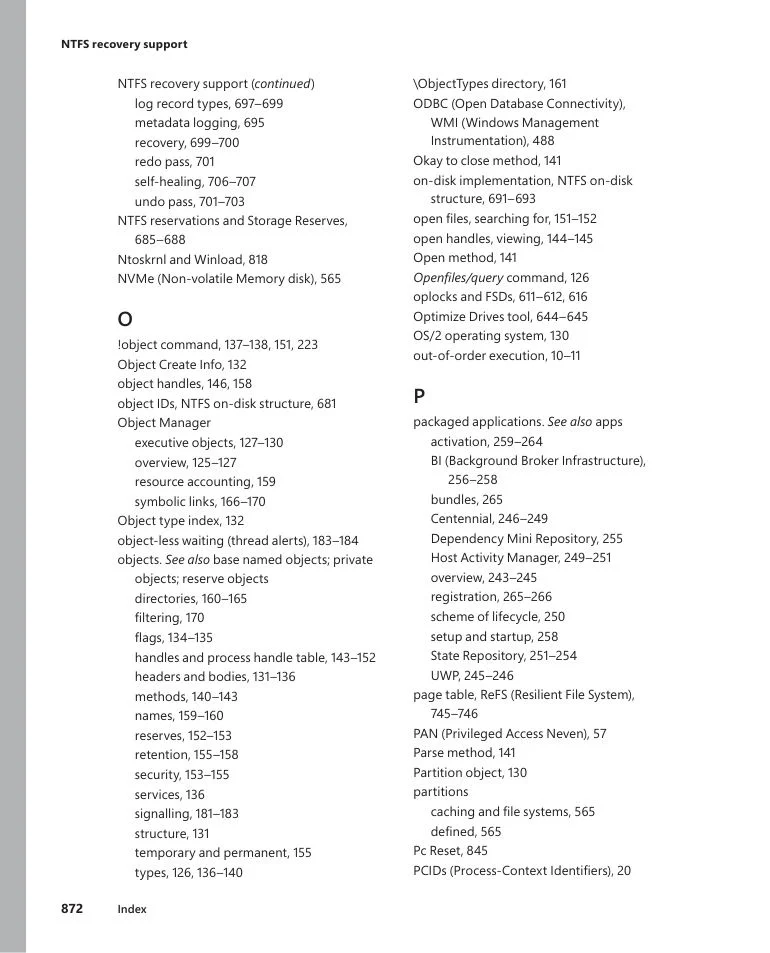 NTFS recovery support
NTFS recovery support (continued)
log record types, 697–699
metadata logging, 695
recovery, 699–700
redo pass, 701
self-healing, 706–707
undo pass, 701–703
NTFS reservations and Storage Reserves,
685–688
Ntoskrnl and Winload, 818
NVMe (Non-volatile Memory disk), 565
O
!object command, 137–138, 151, 223
Object Create Info, 132
object handles, 146, 158
object IDs, NTFS on-disk structure, 681
Object Manager
executive objects, 127–130
overview, 125–127
resource accounting, 159
symbolic links, 166–170
Object type index, 132
object-less waiting (thread alerts), 183–184
objects. See also base named objects; private
objects; reserve objects
directories, 160–165
filtering, 170
flags, 134–135
handles and process handle table, 143–152
headers and bodies, 131–136
methods, 140–143
names, 159–160
reserves, 152–153
retention, 155–158
security, 153–155
services, 136
signalling, 181–183
structure, 131
temporary and permanent, 155
types, 126, 136–140
\ObjectTypes directory, 161
ODBC (Open Database Connectivity),
WMI (Windows Management
Instrumentation), 488
Okay to close method, 141
on-disk implementation, NTFS on-disk
structure, 691–693
open files, searching for, 151–152
open handles, viewing, 144–145
Open method, 141
Openfiles/query command, 126
oplocks and FSDs, 611–612, 616
Optimize Drives tool, 644–645
OS/2 operating system, 130
out-of-order execution, 10–11
P
packaged applications. See also apps
activation, 259–264
BI (Background Broker Infrastructure),
256–258
bundles, 265
Centennial, 246–249
Dependency Mini Repository, 255
Host Activity Manager, 249–251
overview, 243–245
registration, 265–266
scheme of lifecycle, 250
setup and startup, 258
State Repository, 251–254
UWP, 245–246
page table, ReFS (Resilient File System),
745–746
PAN (Privileged Access Neven), 57
Parse method, 141
Partition object, 130
partitions
caching and file systems, 565
defined, 565
Pc Reset, 845
PCIDs (Process-Context Identifiers), 20
872 Index